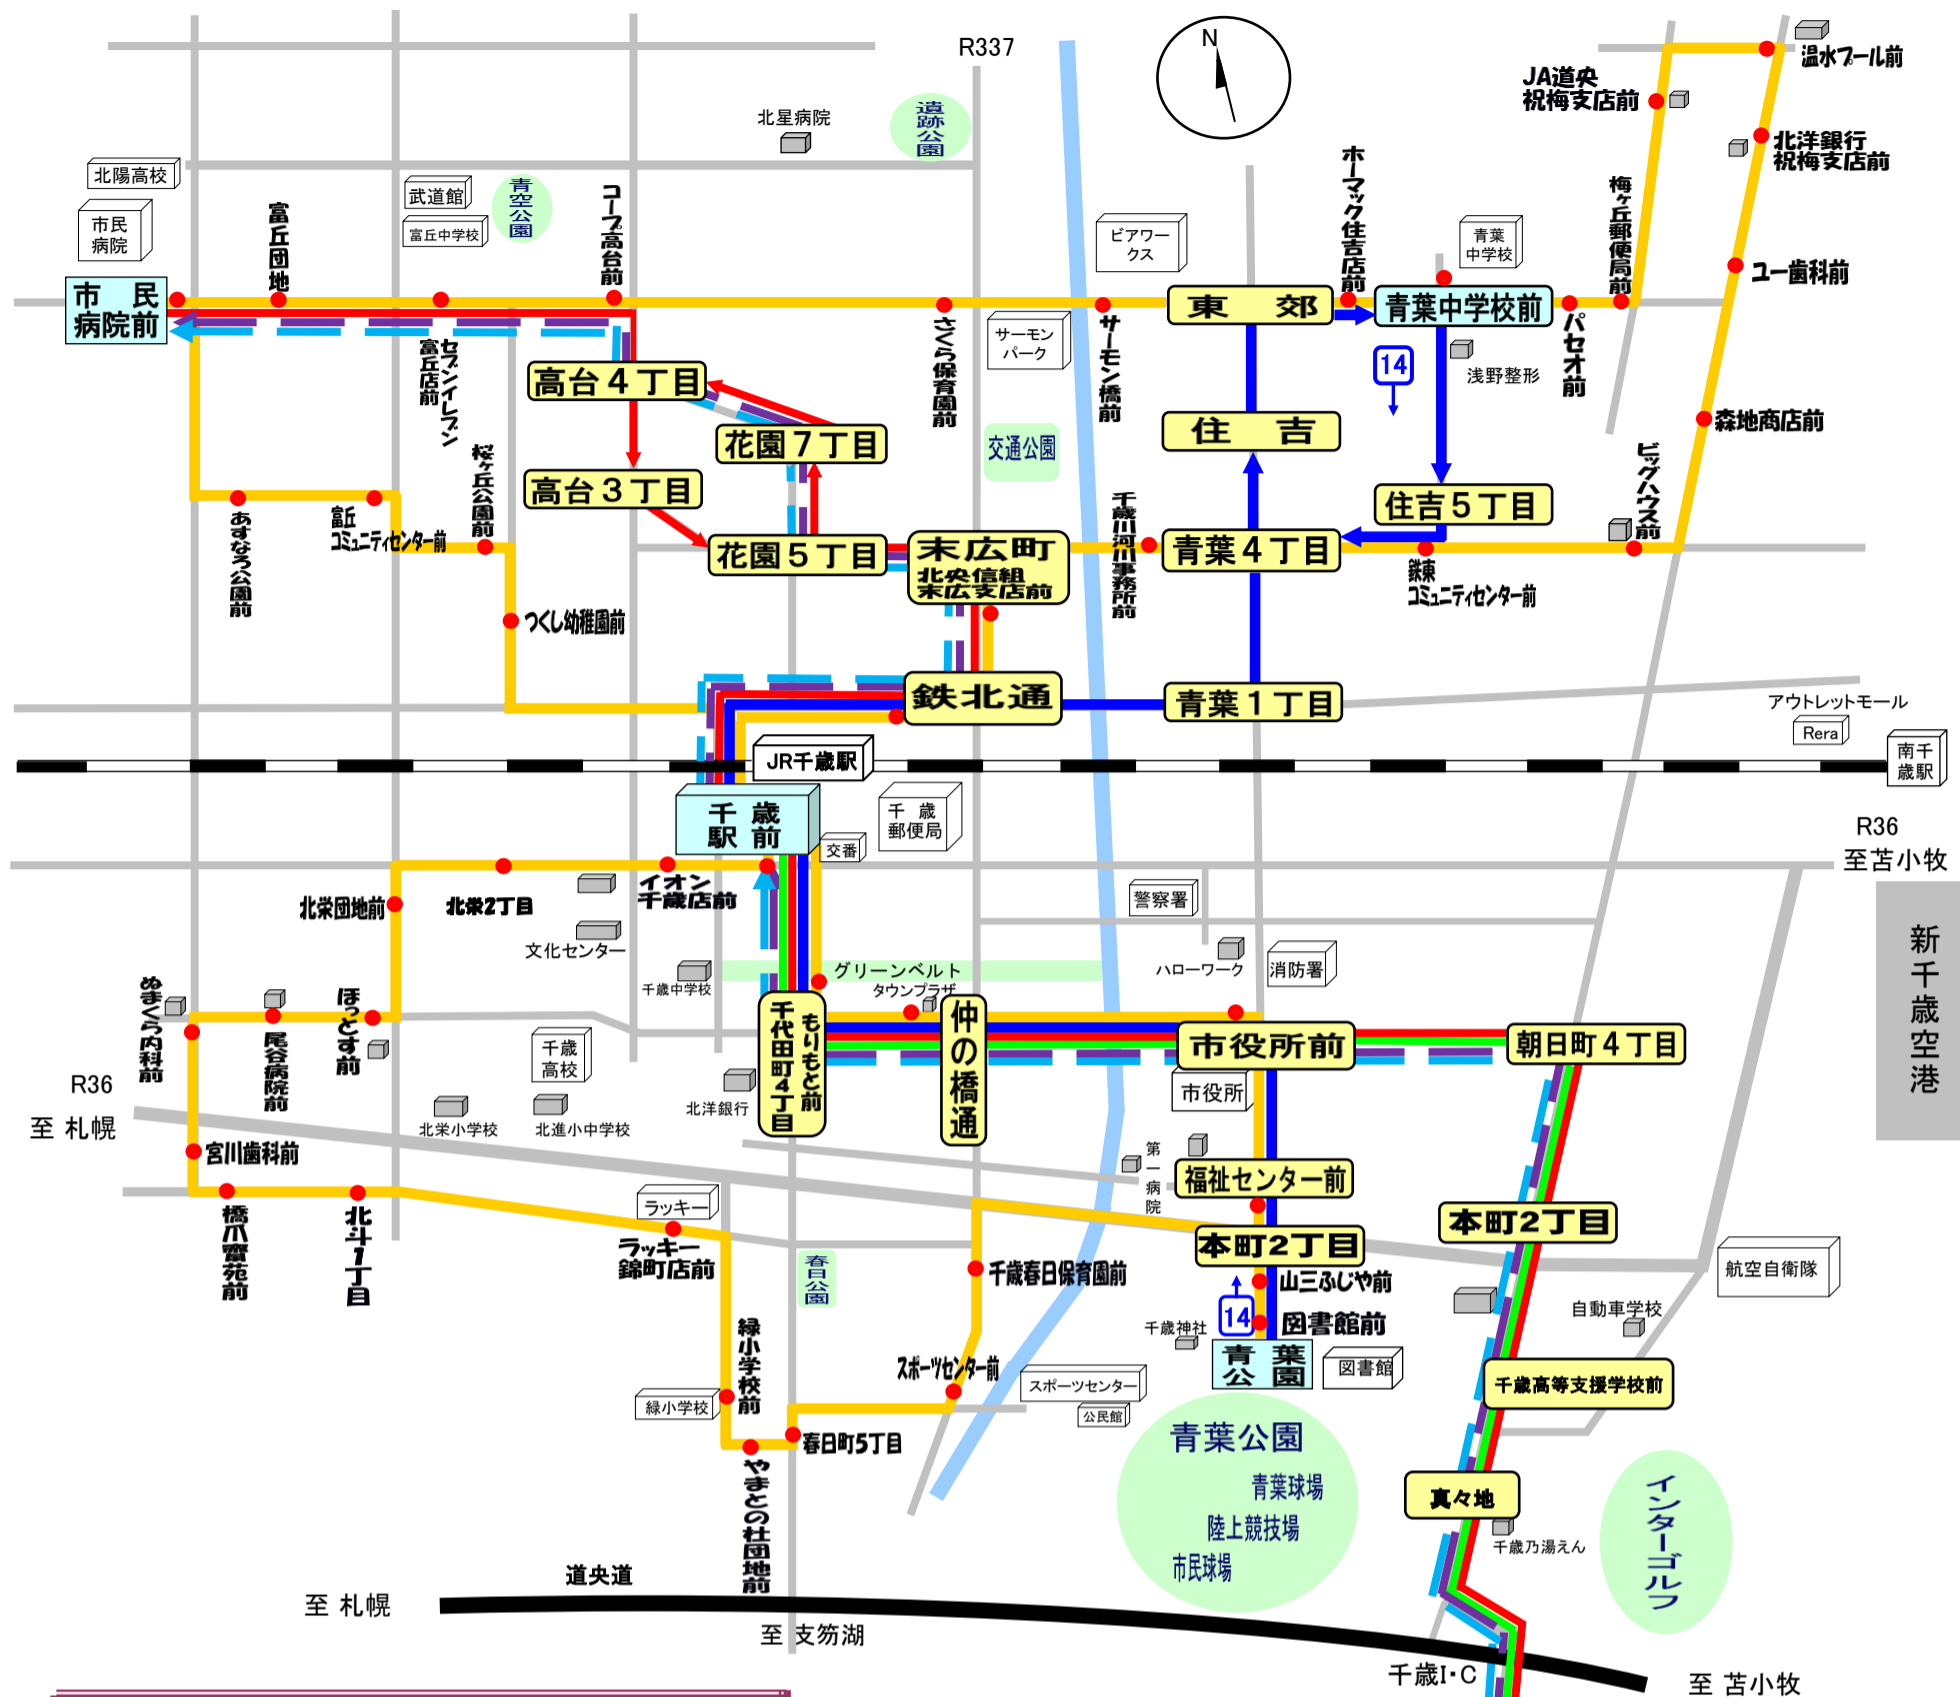 R337
N
温水プール前
JA道央
祝梅支店前
北洋銀行
祝梅支店前
北星病院
遺跡公園
北陽高校
武道館
青空公園
コープ高台前
市民
病院
富丘中学校
富丘団地
ビアワー
クス
ホーマック住吉店前
青葉
中学校
梅ヶ丘郵便局前
ユー歯科前
市 民
病院前
東 郊
青葉中学校前
パセオ前
セブンイレブン
富丘店前
さくら保育園前
サーモン
パーク
サーモン橋前
14
浅野整形
高台4丁目
花園7丁目
交通公園
住 吉
森地商店前
高台3丁目
桜ヶ丘公園前
住吉5丁目
ビッグハウス前
あすなろ公園前
富丘
コミュニティセンター前
花園5丁目
末広町
北央信組
末広支店前
千歳川河川事務所前
青葉4丁目
鉄東
コミュニティセンター前
つくし幼稚園前
鉄北通
青葉1丁目
アウトレットモール
Rera
JR千歳駅
南千
歳駅
千 歳
駅 前
千 歳
郵便局
交番
R36
至苫小牧
新千歳空港
北栄団地前
北栄2丁目
イオン
千歳店前
警察署
文化センター
千歳中学校
グリーンベルト
タウンプラザ
ハローワーク
消防署
ぬまくら内科前
尾谷病院前
ほっとす前
千歳
高校
千代田町4丁目
もりもと前
仲の橋通
市役所前
朝日町4丁目
R36
至 札幌
北栄小学校
北進小中学校
北洋銀行
市役所
宮川歯科前
第一病院
福祉センター前
橋爪齋苑前
北斗1丁目
ラッキー
ラッキー
錦町店前
本町2丁目
本町2丁目
春日公園
千歳春日保育園前
山三ふじや前
航空自衛隊
14
図書館前
自動車学校
緑小学校前
千歳神社
青 葉
公 園
図書館
スポーツセンター前
スポーツセンター
公民館
千歳高等支援学校前
緑小学校
春日町5丁目
青葉公園
青葉球場
陸上競技場
市民球場
真々地
千歳乃湯えん
インターゴルフ
やまとの杜団地前
道央道
至 札幌
至 支笏湖
千歳I・C
至 苫小牧